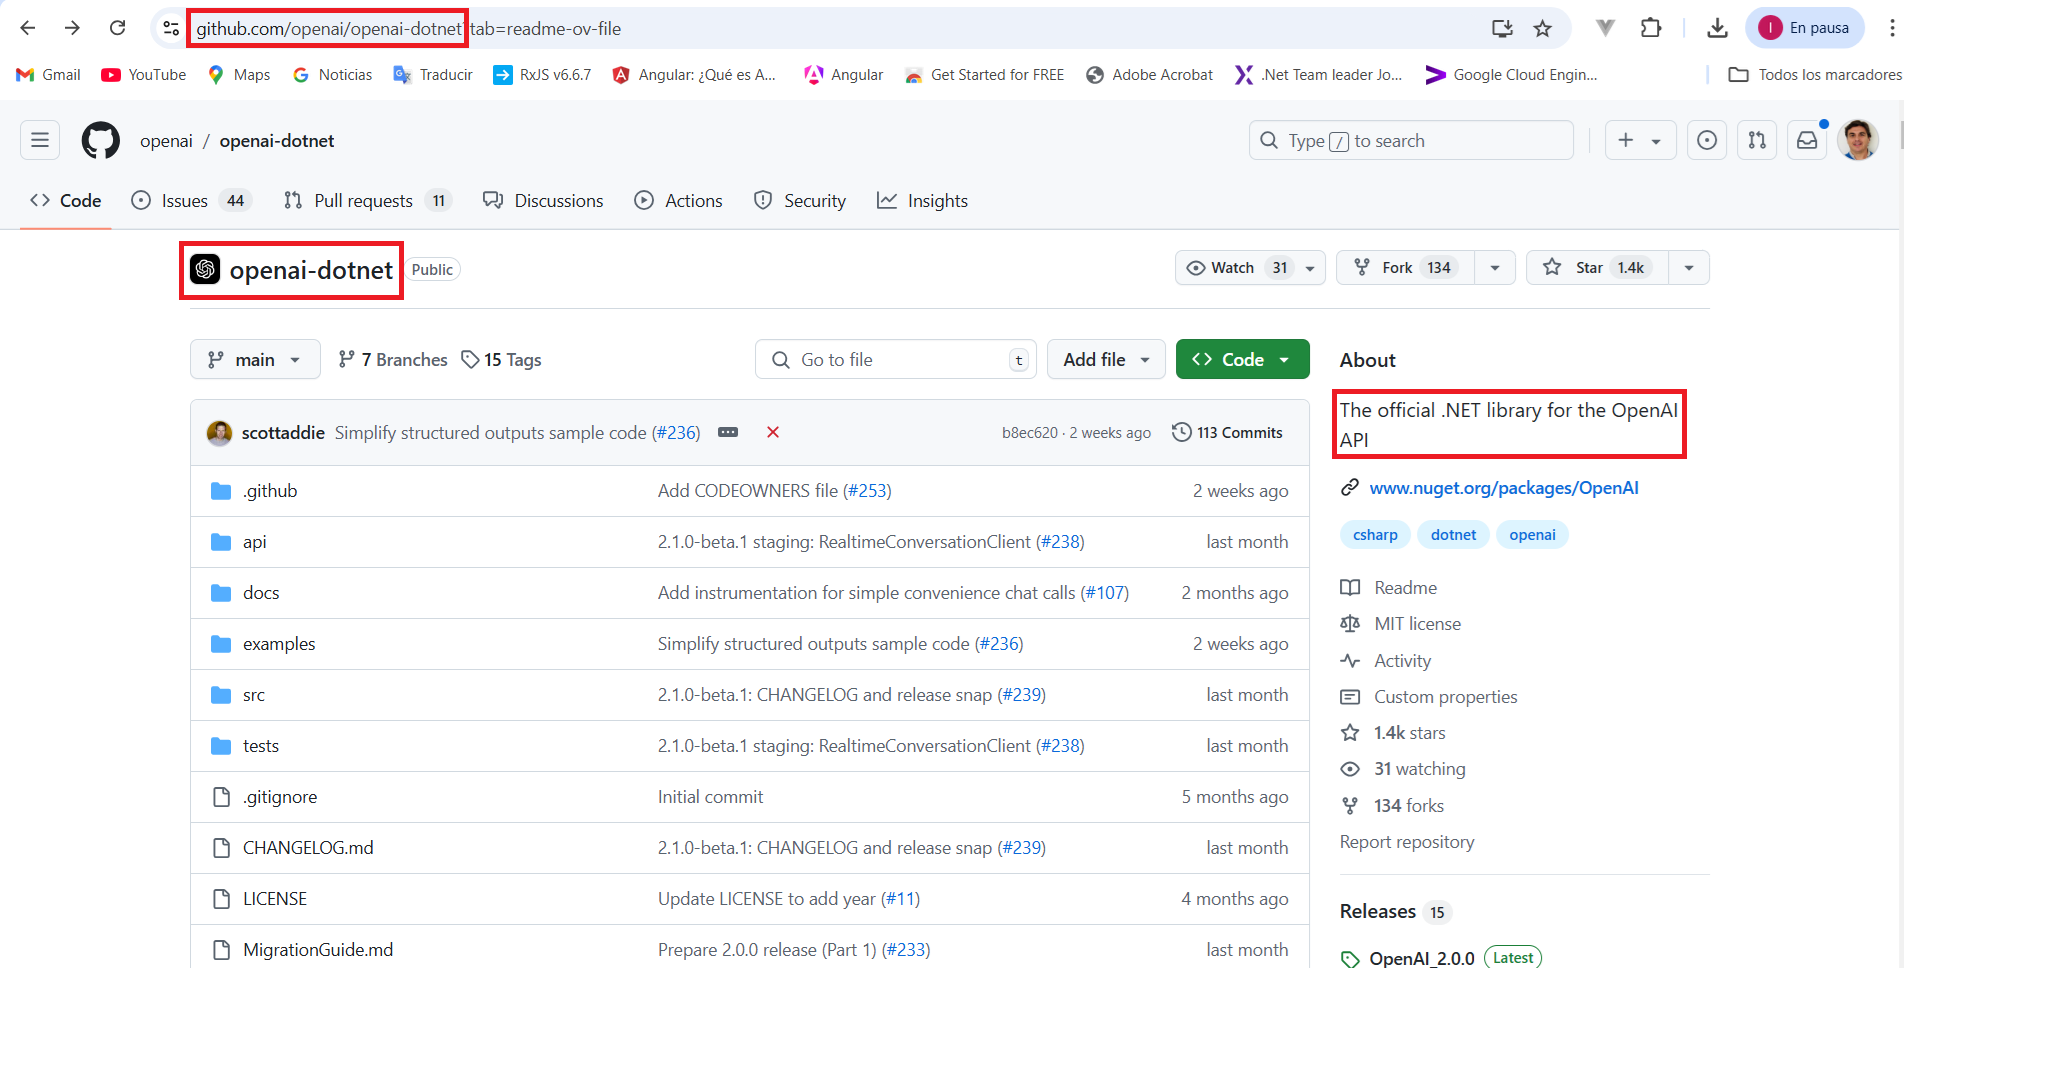 github.com/openai/openai-dotnet?tab=readme-ov-file
I En pausa
Gmail YouTube Maps Noticias Traducir RxJS v6.6.7 Angular: ¿Qué es A... Angular Get Started for FREE Adobe Acrobat .Net Team leader Jo... Google Cloud Engin... Todos los marcadores
openai / openai-dotnet
Type / to search
Code Issues 44 Pull requests 11 Discussions Actions Security Insights
openai-dotnet Public
Watch 31 Fork 134 Star 1.4k
main 7 Branches 15 Tags
Go to file t
Add file Code
scottaddie Simplify structured outputs sample code (#236) b8ec620 · 2 weeks ago 113 Commits
.github Add CODEOWNERS file (#253) 2 weeks ago
api 2.1.0-beta.1 staging: RealtimeConversationClient (#238) last month
docs Add instrumentation for simple convenience chat calls (#107) 2 months ago
examples Simplify structured outputs sample code (#236) 2 weeks ago
src 2.1.0-beta.1: CHANGELOG and release snap (#239) last month
tests 2.1.0-beta.1 staging: RealtimeConversationClient (#238) last month
.gitignore Initial commit 5 months ago
CHANGELOG.md 2.1.0-beta.1: CHANGELOG and release snap (#239) last month
LICENSE Update LICENSE to add year (#11) 4 months ago
MigrationGuide.md Prepare 2.0.0 release (Part 1) (#233) last month
About
The official .NET library for the OpenAI
API
www.nuget.org/packages/OpenAI
csharp dotnet openai
Readme
MIT license
Activity
Custom properties
1.4k stars
31 watching
134 forks
Report repository
Releases 15
OpenAI_2.0.0 Latest